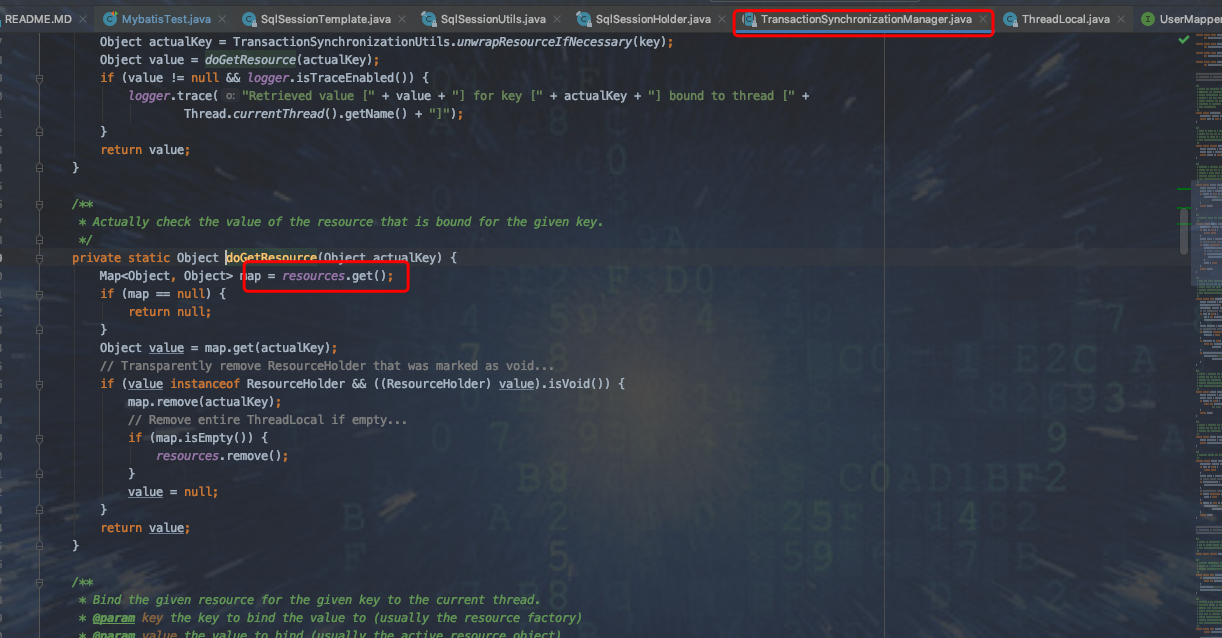 README.MD MybatisTest.java SqlSessionTemplate.java SqlSessionUtils.java SqlSessionHolder.java TransactionSynchronizationManager.java ThreadLocal.java UserMapper
Object actualKey = TransactionSynchronizationUtils.unwrapResourceIfNecessary(key);
Object value = doGetResource(actualKey);
if (value != null && logger.isTraceEnabled()) {
logger.trace( o: "Retrieved value [" + value + "] for key [" + actualKey + "] bound to thread [" +
Thread.currentThread().getName() + "]");
}
return value;
}
/**
* Actually check the value of the resource that is bound for the given key.
*/
private static Object doGetResource(Object actualKey) {
Map<Object, Object> map = resources.get();
if (map == null) {
return null;
}
Object value = map.get(actualKey);
// Transparently remove ResourceHolder that was marked as void...
if (value instanceof ResourceHolder && ((ResourceHolder) value).isVoid()) {
map.remove(actualKey);
// Remove entire ThreadLocal if empty...
if (map.isEmpty()) {
resources.remove();
}
value = null;
}
return value;
}
/**
* Bind the given resource for the given key to the current thread.
* @param key the key to bind the value to (usually the resource factory)
* @param value the value to bind (usually the active resource object)